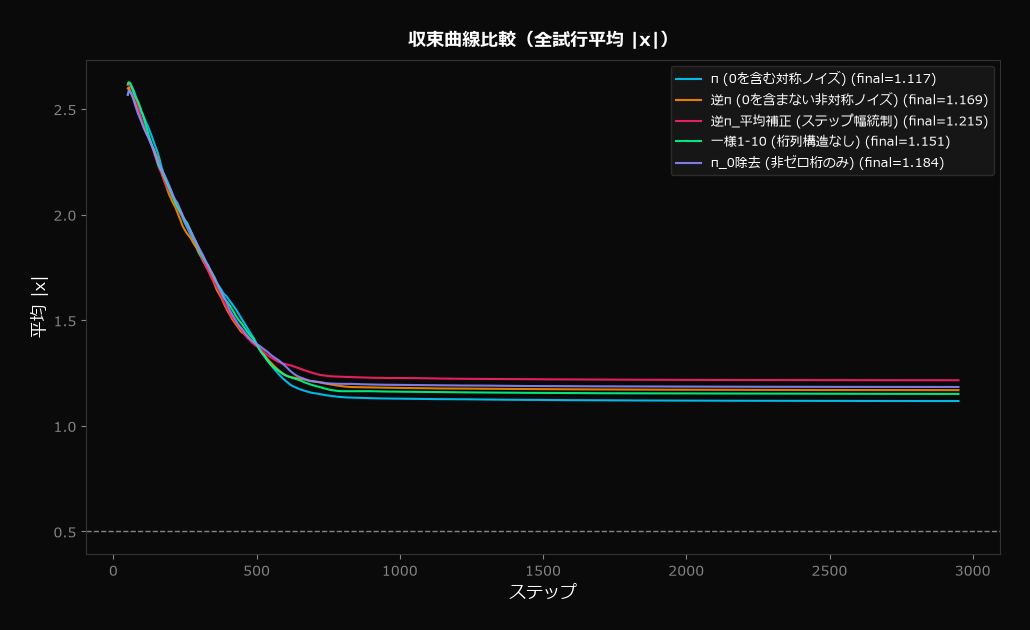 収束曲線比較（全試行平均 |x|）
π (0を含む対称ノイズ) (final=1.117)
逆π (0を含まない非対称ノイズ) (final=1.169)
逆π_平均補正 (ステップ幅統制) (final=1.215)
一様1-10 (桁列構造なし) (final=1.151)
π_0除去 (非ゼロ桁のみ) (final=1.184)
平均 |x|
2.5
2.0
1.5
1.0
0.5
0 500 1000 1500 2000 2500 3000
ステップ